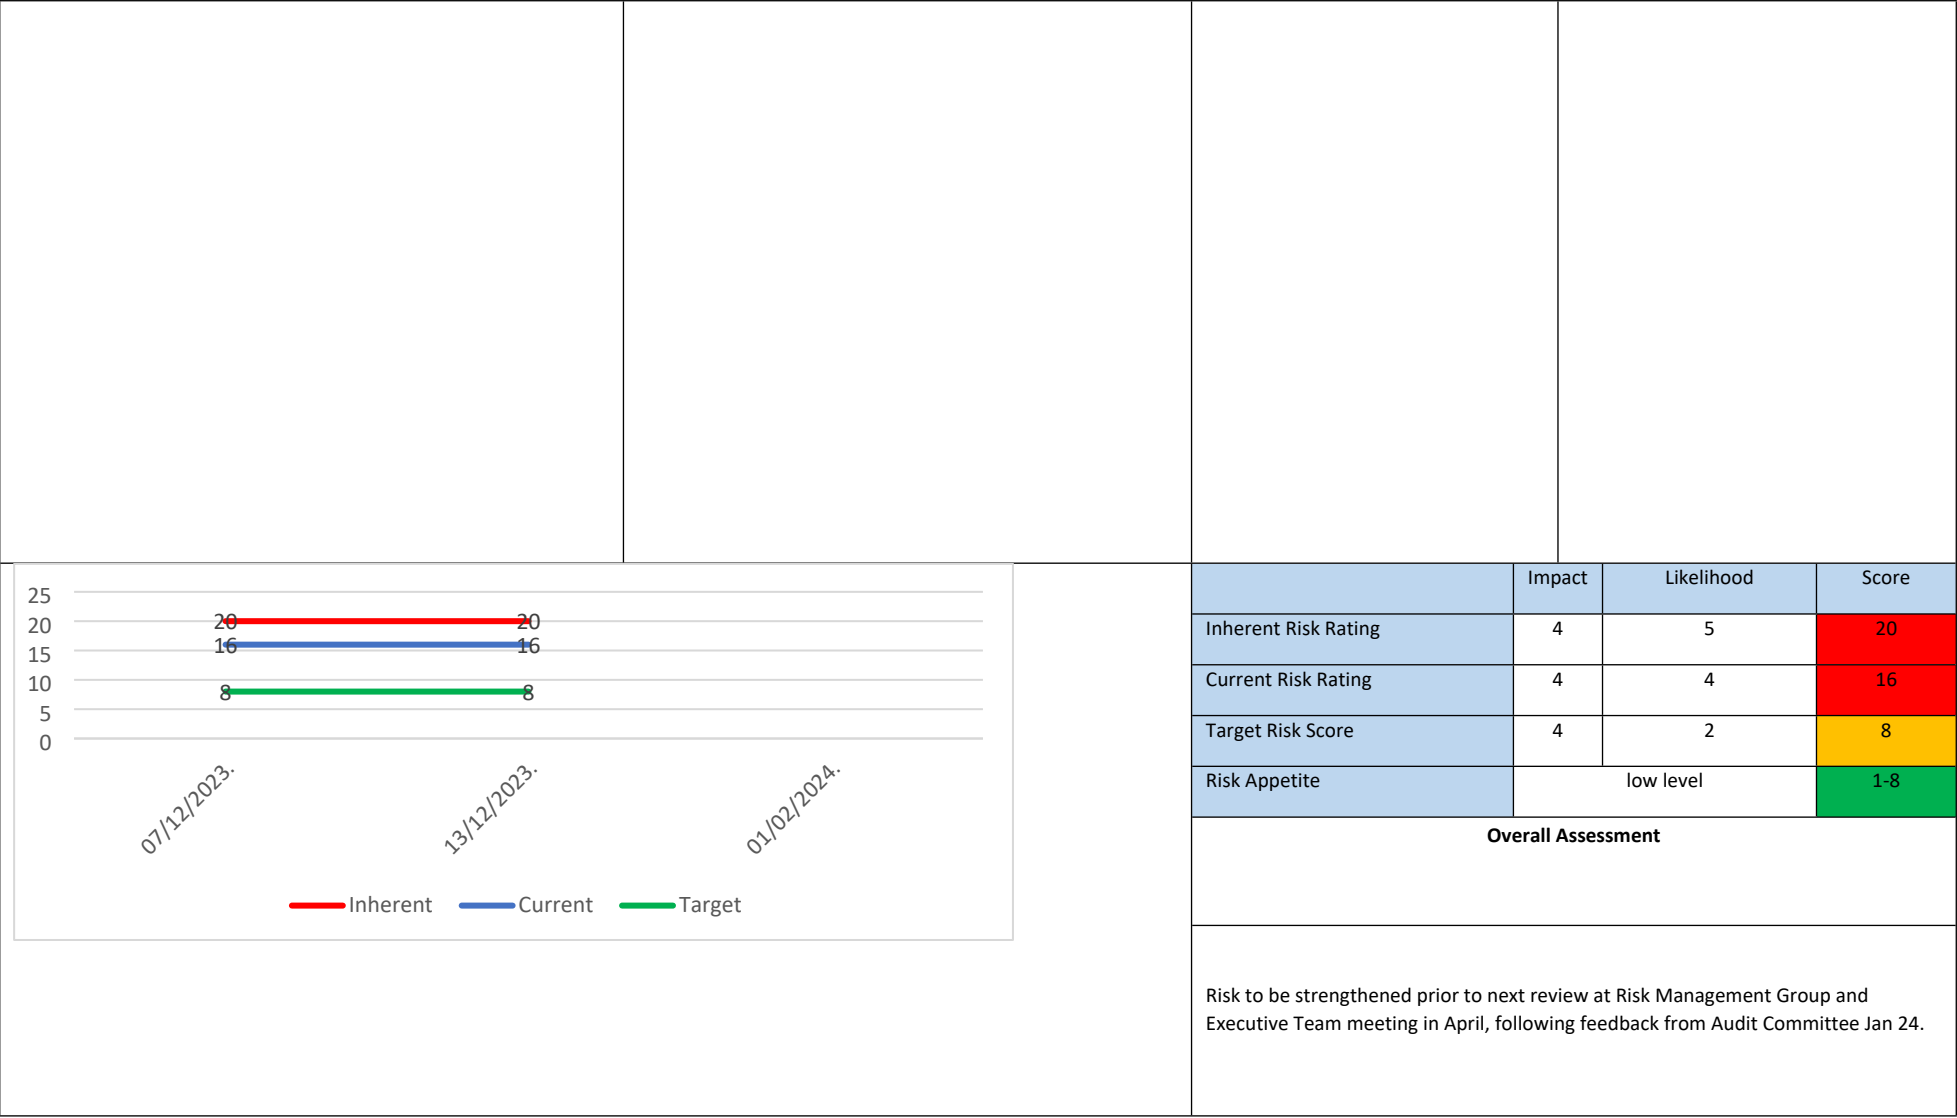 25
20
15
10
5
0
20 20
16 16
8 8
07/12/2023.
13/12/2023.
01/02/2024.
Inherent Current Target
Impact Likelihood Score
Inherent Risk Rating 4 5 20
Current Risk Rating 4 4 16
Target Risk Score 4 2 8
Risk Appetite low level 1-8
Overall Assessment
Risk to be strengthened prior to next review at Risk Management Group and
Executive Team meeting in April, following feedback from Audit Committee Jan 24.